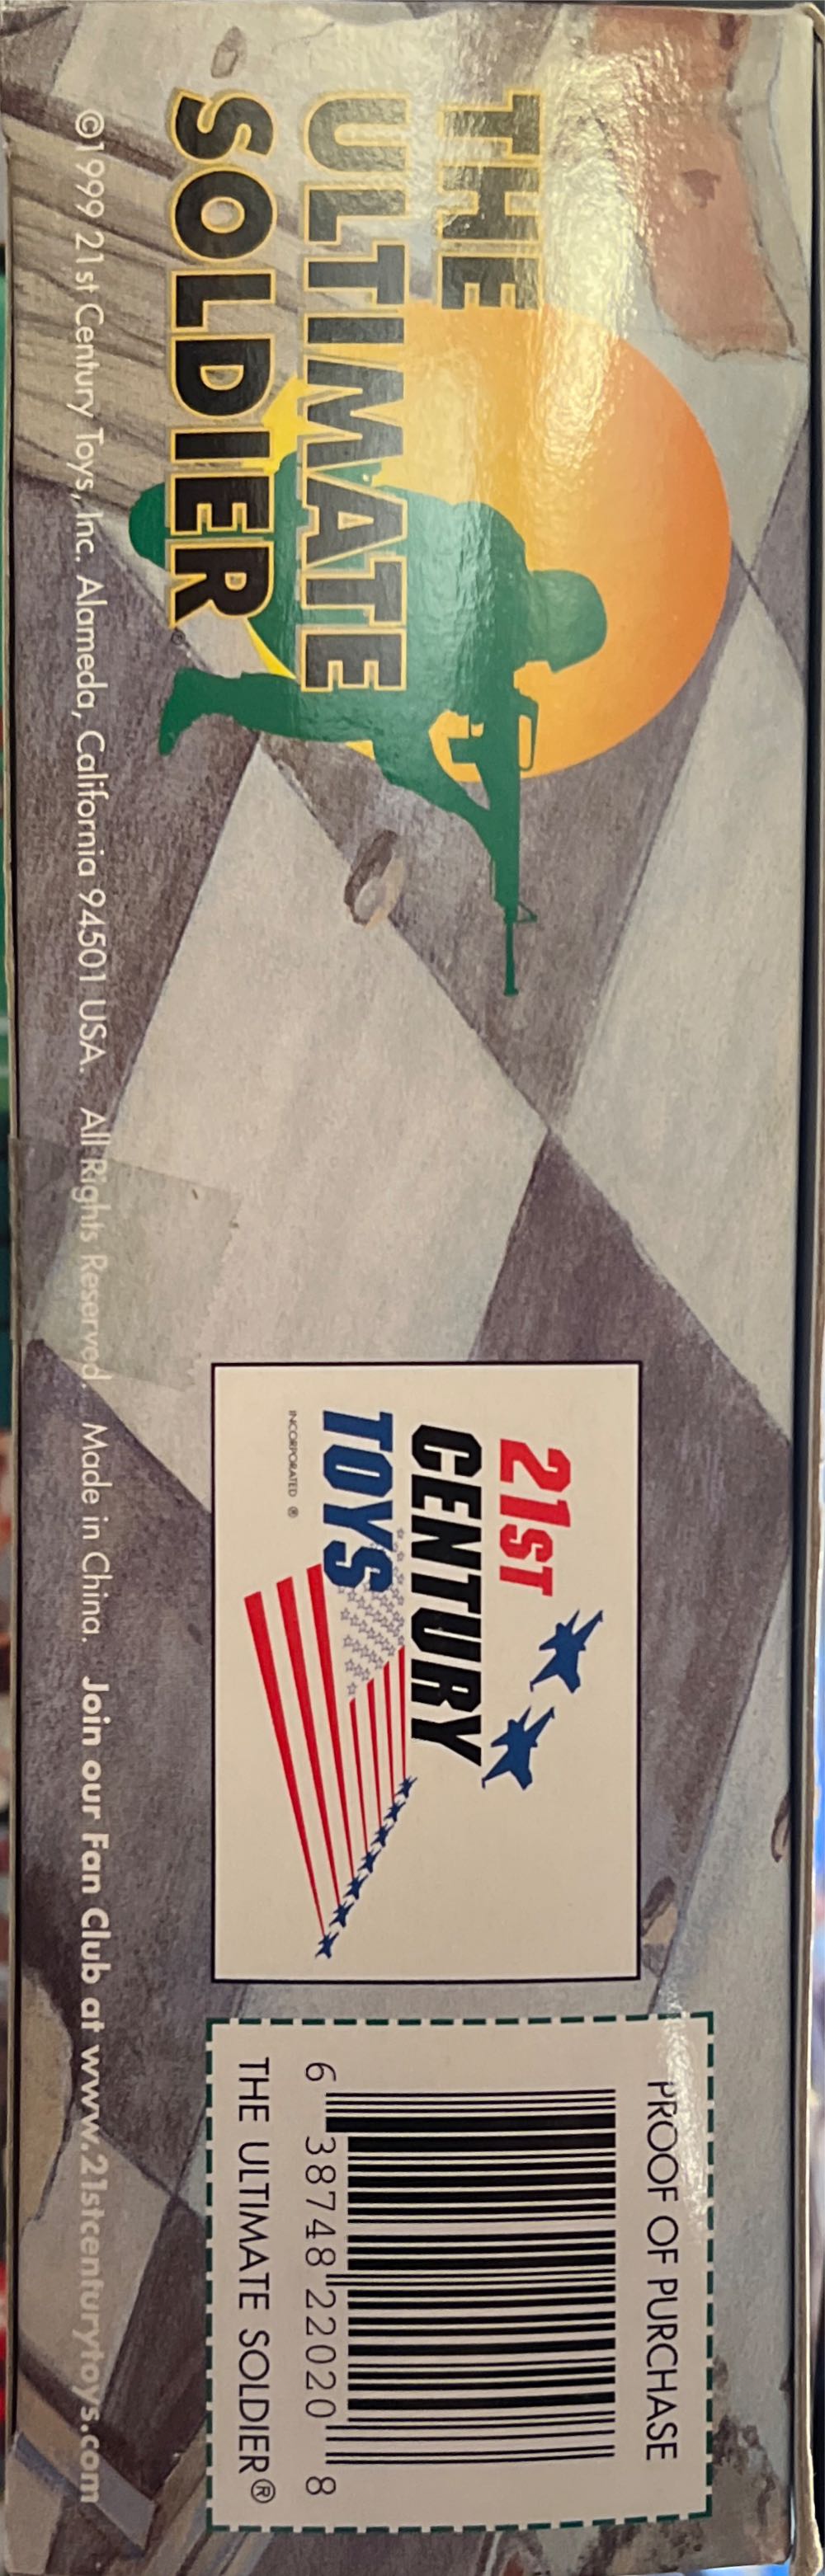 THE
ULTIMATE
SOLDIER®
21ST
CENTURY
TOYS
INCORPORATED ®
PROOF OF PURCHASE
6 38748 22020 8
THE ULTIMATE SOLDIER®
©1999 21st Century Toys, Inc. Alameda, California 94501 USA. All Rights Reserved. Made in China. Join our Fan Club at www.21stcenturytoys.com